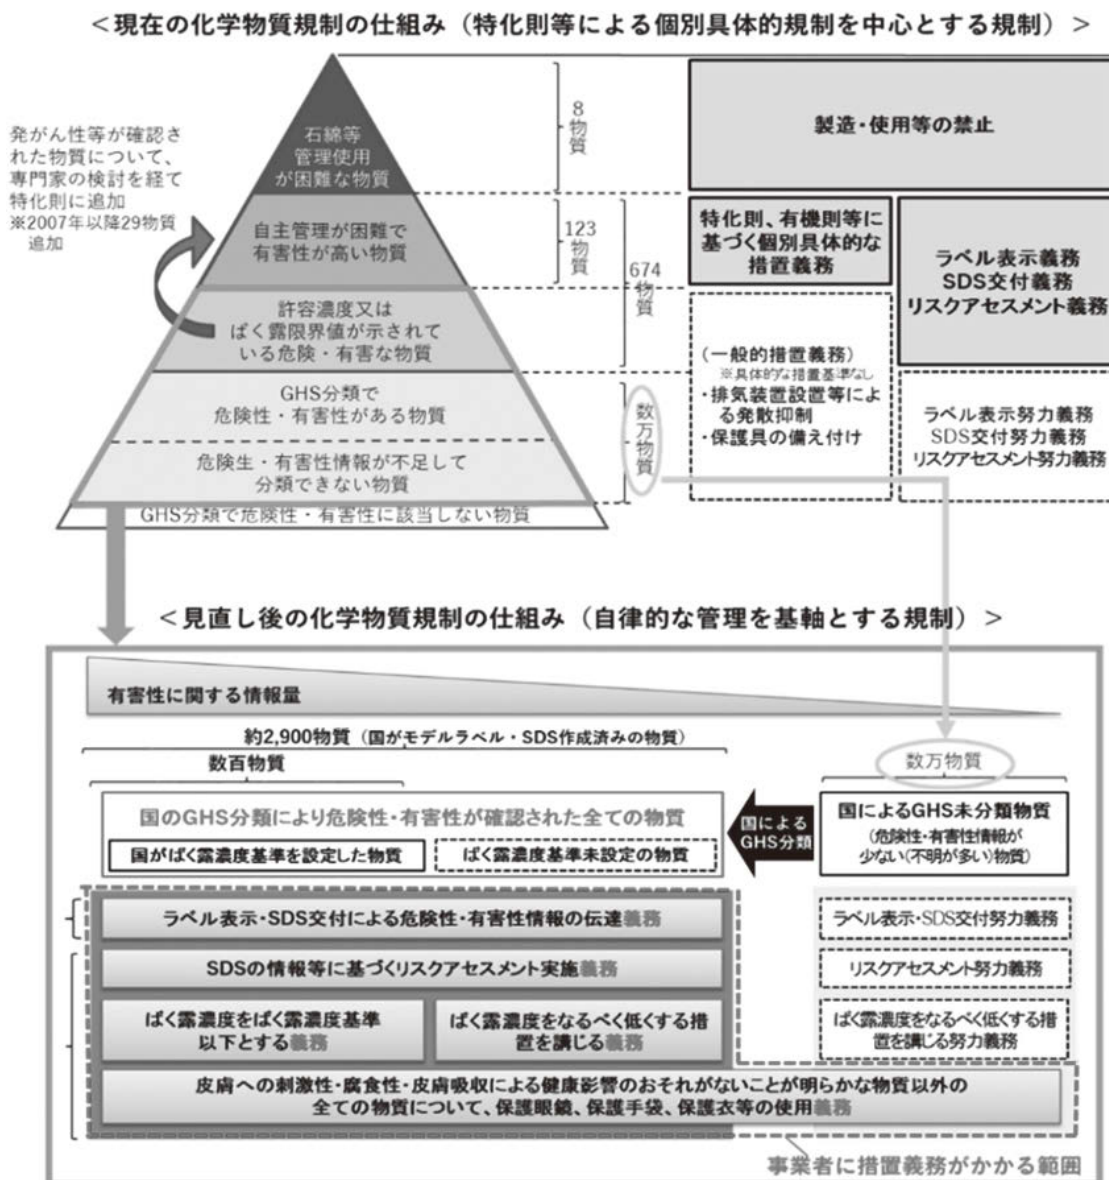 ＜現在の化学物質規制の仕組み（特化則等による個別具体的規制を中心とする規制）＞
発がん性等が確認さ
れた物質について、
専門家の検討を経て
特化則に追加
※2007年以降29物質
追加
石綿等
管理使用
が困難な物質
自主管理が困難で
有害性が高い物質
許容濃度又は
ばく露限界値が示されて
いる危険・有害な物質
GHS分類で
危険性・有害性がある物質
危険生・有害性情報が不足して
分類できない物質
GHS分類で危険性・有害性に該当しない物質
8物質
123物質
674物質
数万物質
製造・使用等の禁止
特化則、有機則等に
基づく個別具体的な
措置義務
ラベル表示義務
SDS交付義務
リスクアセスメント義務
（一般的措置義務）
※具体的な措置基準なし
・排気装置設置等によ
る発散抑制
・保護具の備え付け
ラベル表示努力義務
SDS交付努力義務
リスクアセスメント努力義務
＜見直し後の化学物質規制の仕組み（自律的な管理を基軸とする規制）＞
有害性に関する情報量
約2,900物質（国がモデルラベル・SDS作成済みの物質）
数百物質
数万物質
国のGHS分類により危険性・有害性が確認された全ての物質
国がばく露濃度基準を設定した物質
ばく露濃度基準未設定の物質
国による
GHS分類
国によるGHS未分類物質
（危険性・有害性情報が
少ない（不明が多い）物質）
ラベル表示・SDS交付による危険性・有害性情報の伝達義務
ラベル表示・SDS交付努力義務
SDSの情報等に基づくリスクアセスメント実施義務
リスクアセスメント努力義務
ばく露濃度をばく露濃度基準
以下とする義務
ばく露濃度をなるべく低くする措
置を講じる義務
ばく露濃度をなるべく低くする措
置を講じる努力義務
皮膚への刺激性・腐食性・皮膚吸収による健康影響のおそれがないことが明らかな物質以外の
全ての物質について、保護眼鏡、保護手袋、保護衣等の使用義務
事業者に措置義務がかかる範囲